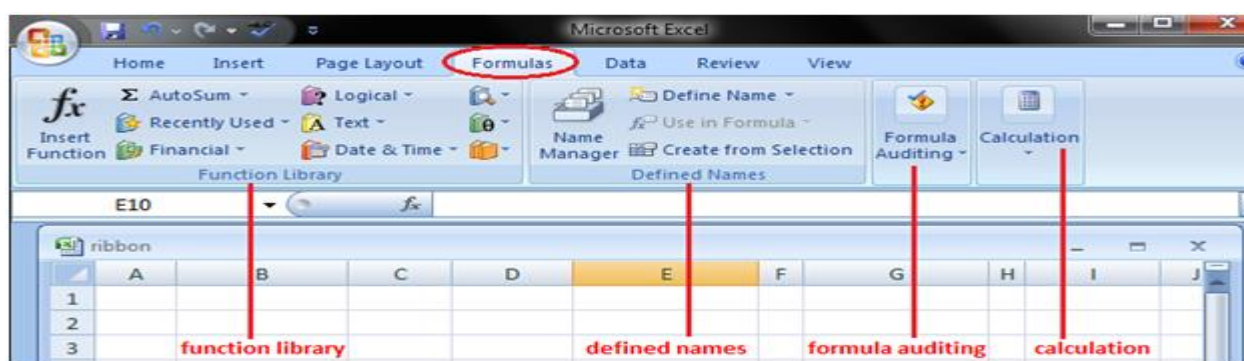 Microsoft Excel
Home Insert Page Layout Formulas Data Review View
fx Insert Function
Σ AutoSum
Recently Used
Financial
Logical
A Text
Date & Time
θ
Function Library
Name Manager
Define Name
Use in Formula
Create from Selection
Defined Names
Formula Auditing
Calculation
E10 fx
ribbon
A B C D E F G H I J
1
2
3 function library defined names formula auditing calculation